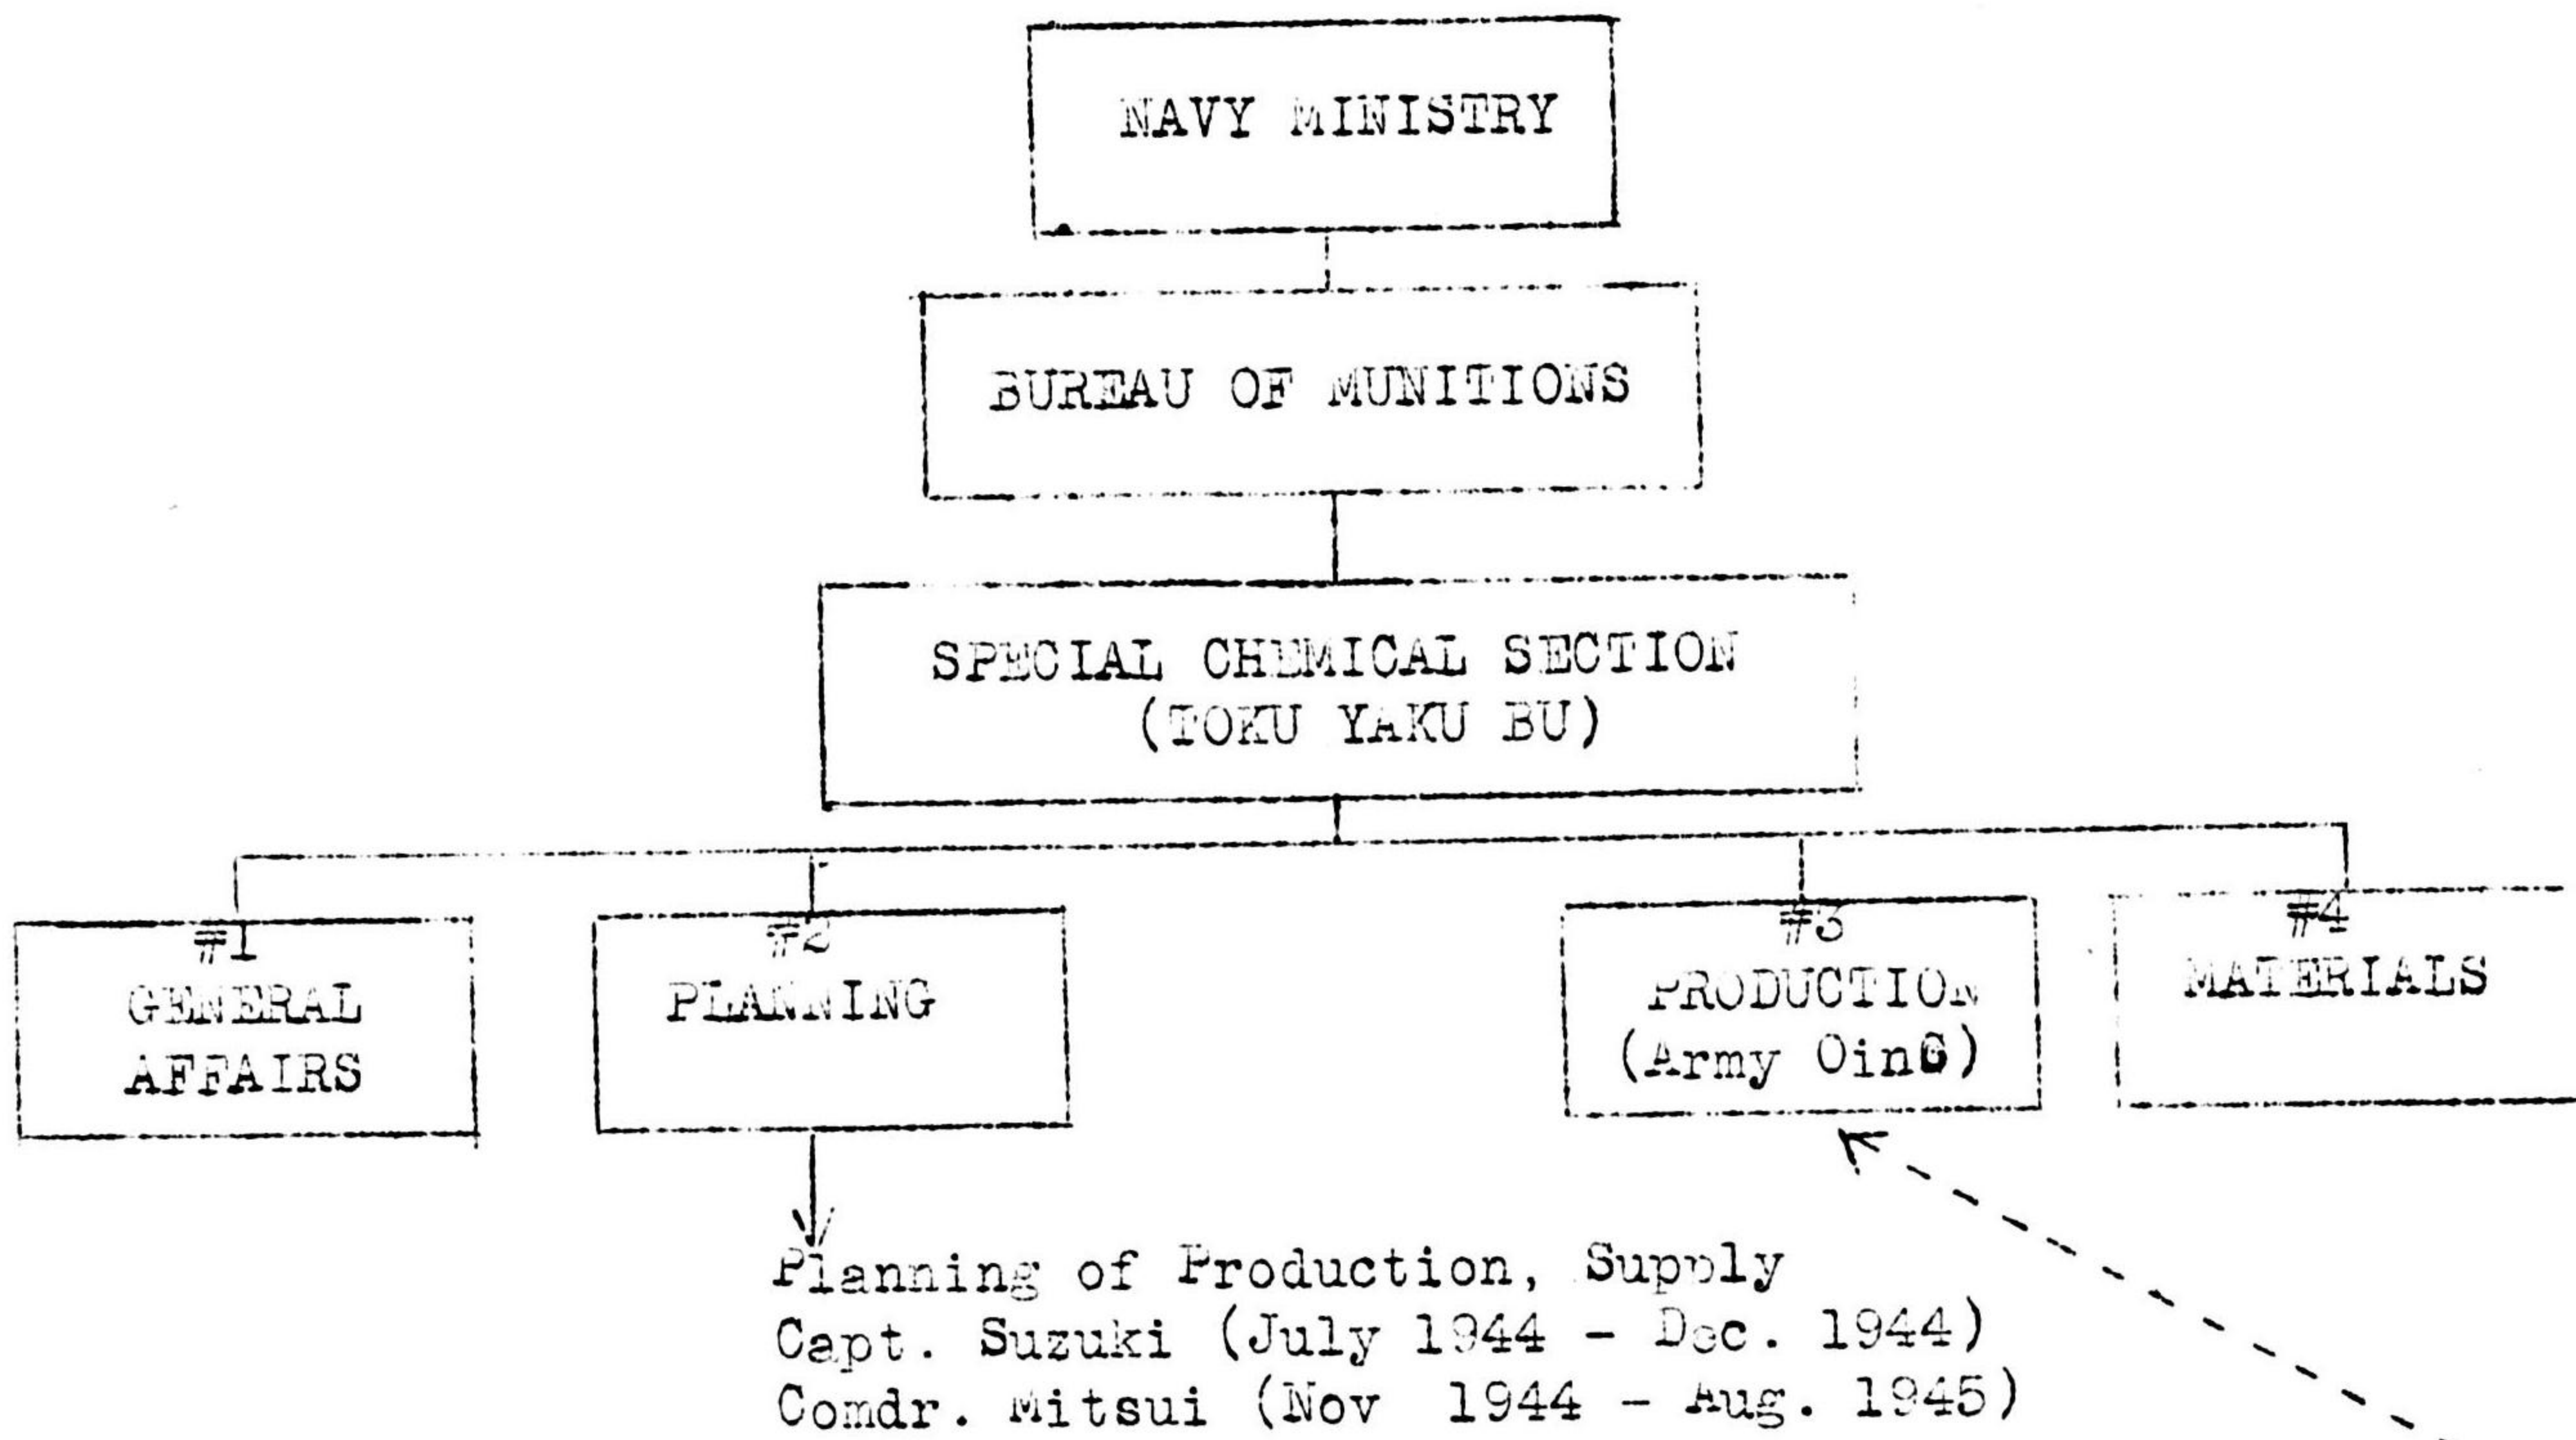 NAVY MINISTRY
BUREAU OF MUNITIONS
SPECIAL CHEMICAL SECTION
(TOKU YAKU BU)
#1
GENERAL
AFFAIRS
#2
PLANNING
#3
PRODUCTION
(Army OinC)
#4
MATERIALS
Planning of Production, Supply
Capt. Suzuki (July 1944 - Dec. 1944)
Comdr. Mitsui (Nov 1944 - Aug. 1945)